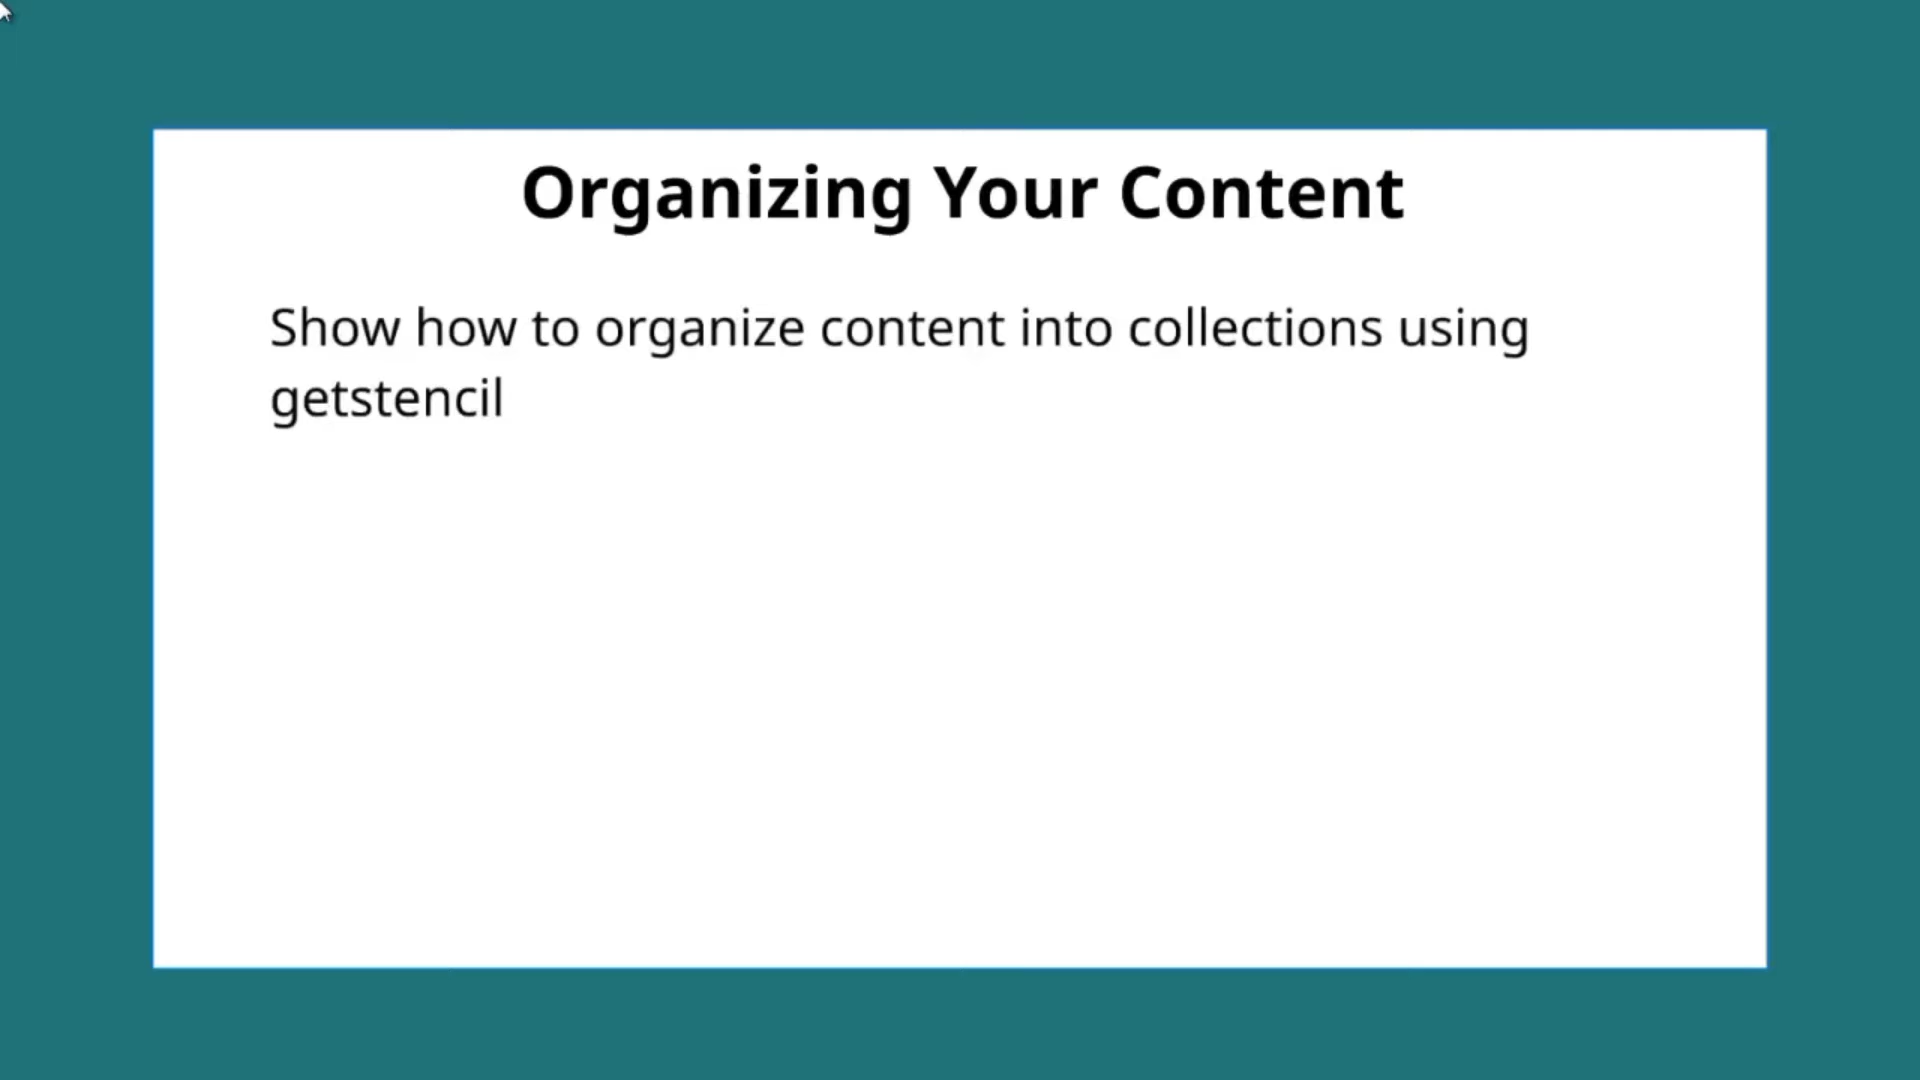 Organizing Your Content
Show how to organize content into collections using
getstencil